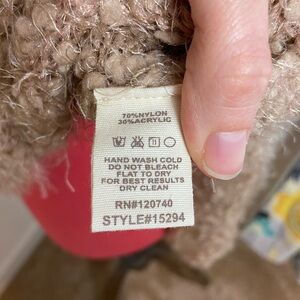 70%NYLON
30%ACRYLIC
HAND WASH COLD
DO NOT BLEACH
FLAT TO DRY
FOR BEST RESULTS
DRY CLEAN
RN#120740
STYLE#15294